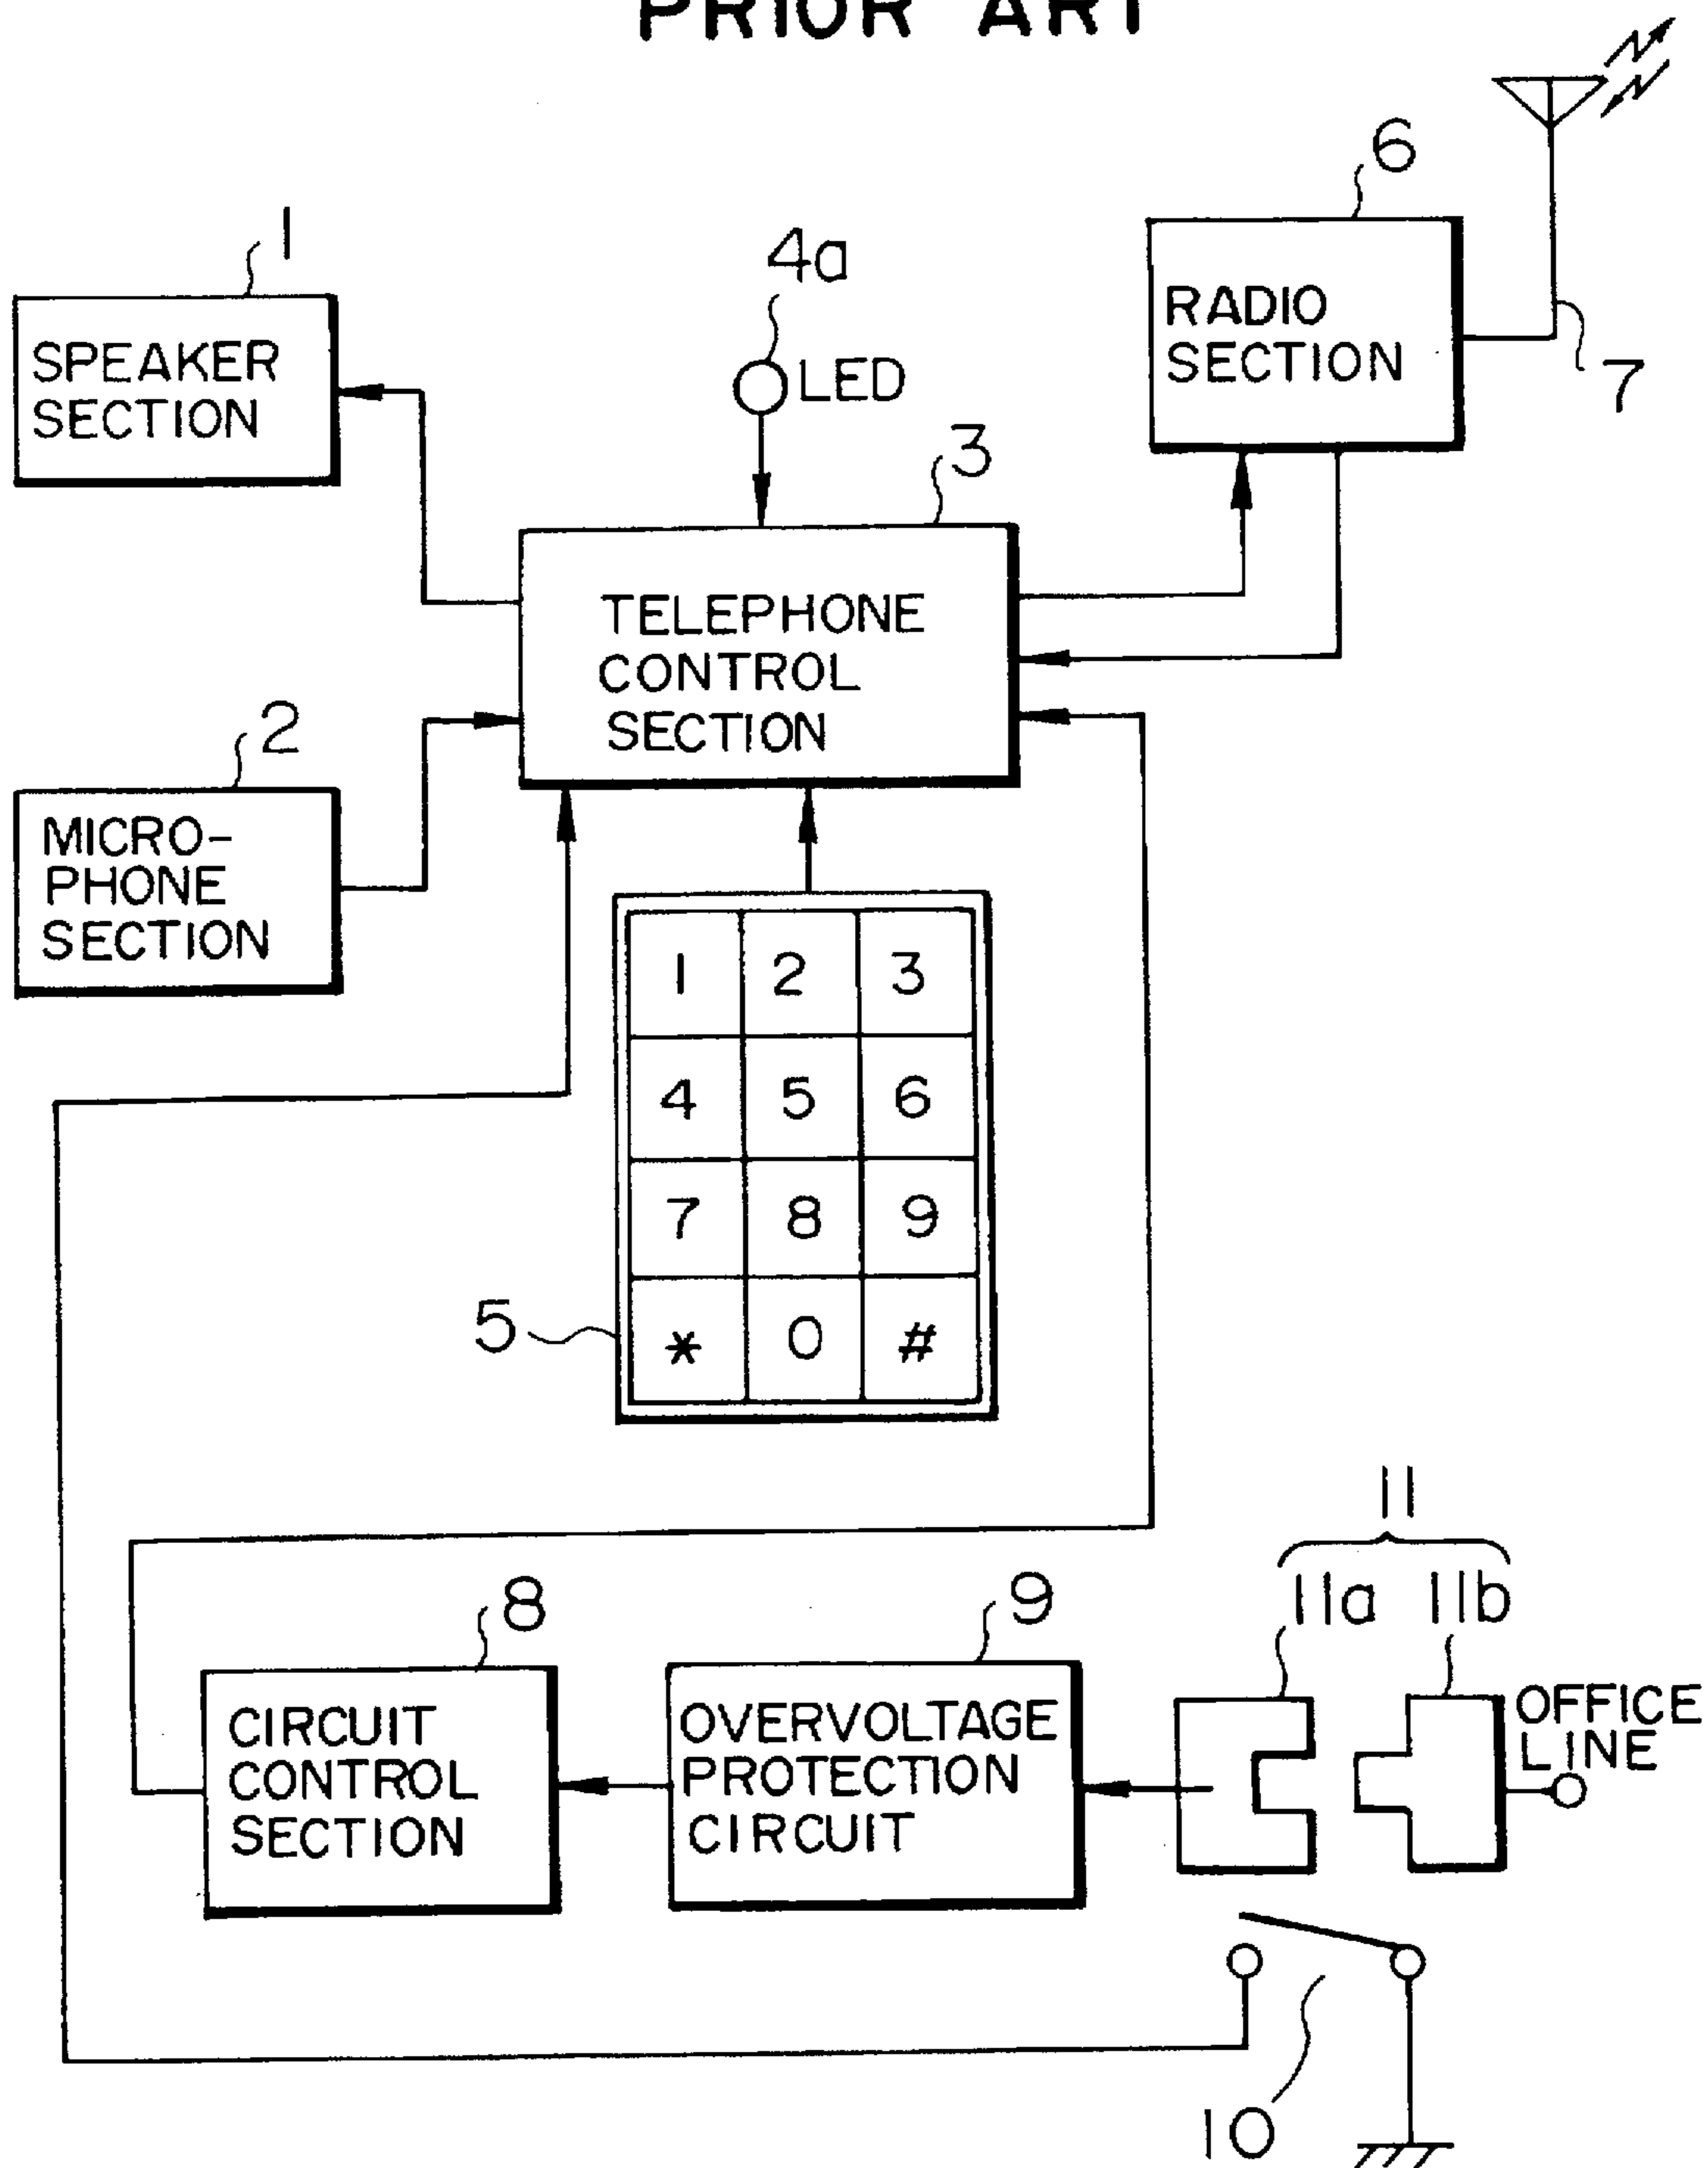 PRIOR ART
6
1
4a
RADIO
SECTION
SPEAKER
SECTION
LED
7
3
TELEPHONE
CONTROL
SECTION
2
MICRO-
PHONE
SECTION
1 2 3
4 5 6
7 8 9
5
* 0 #
11
11a 11b
8
9
OFFICE
LINE
CIRCUIT
CONTROL
SECTION
OVERVOLTAGE
PROTECTION
CIRCUIT
10